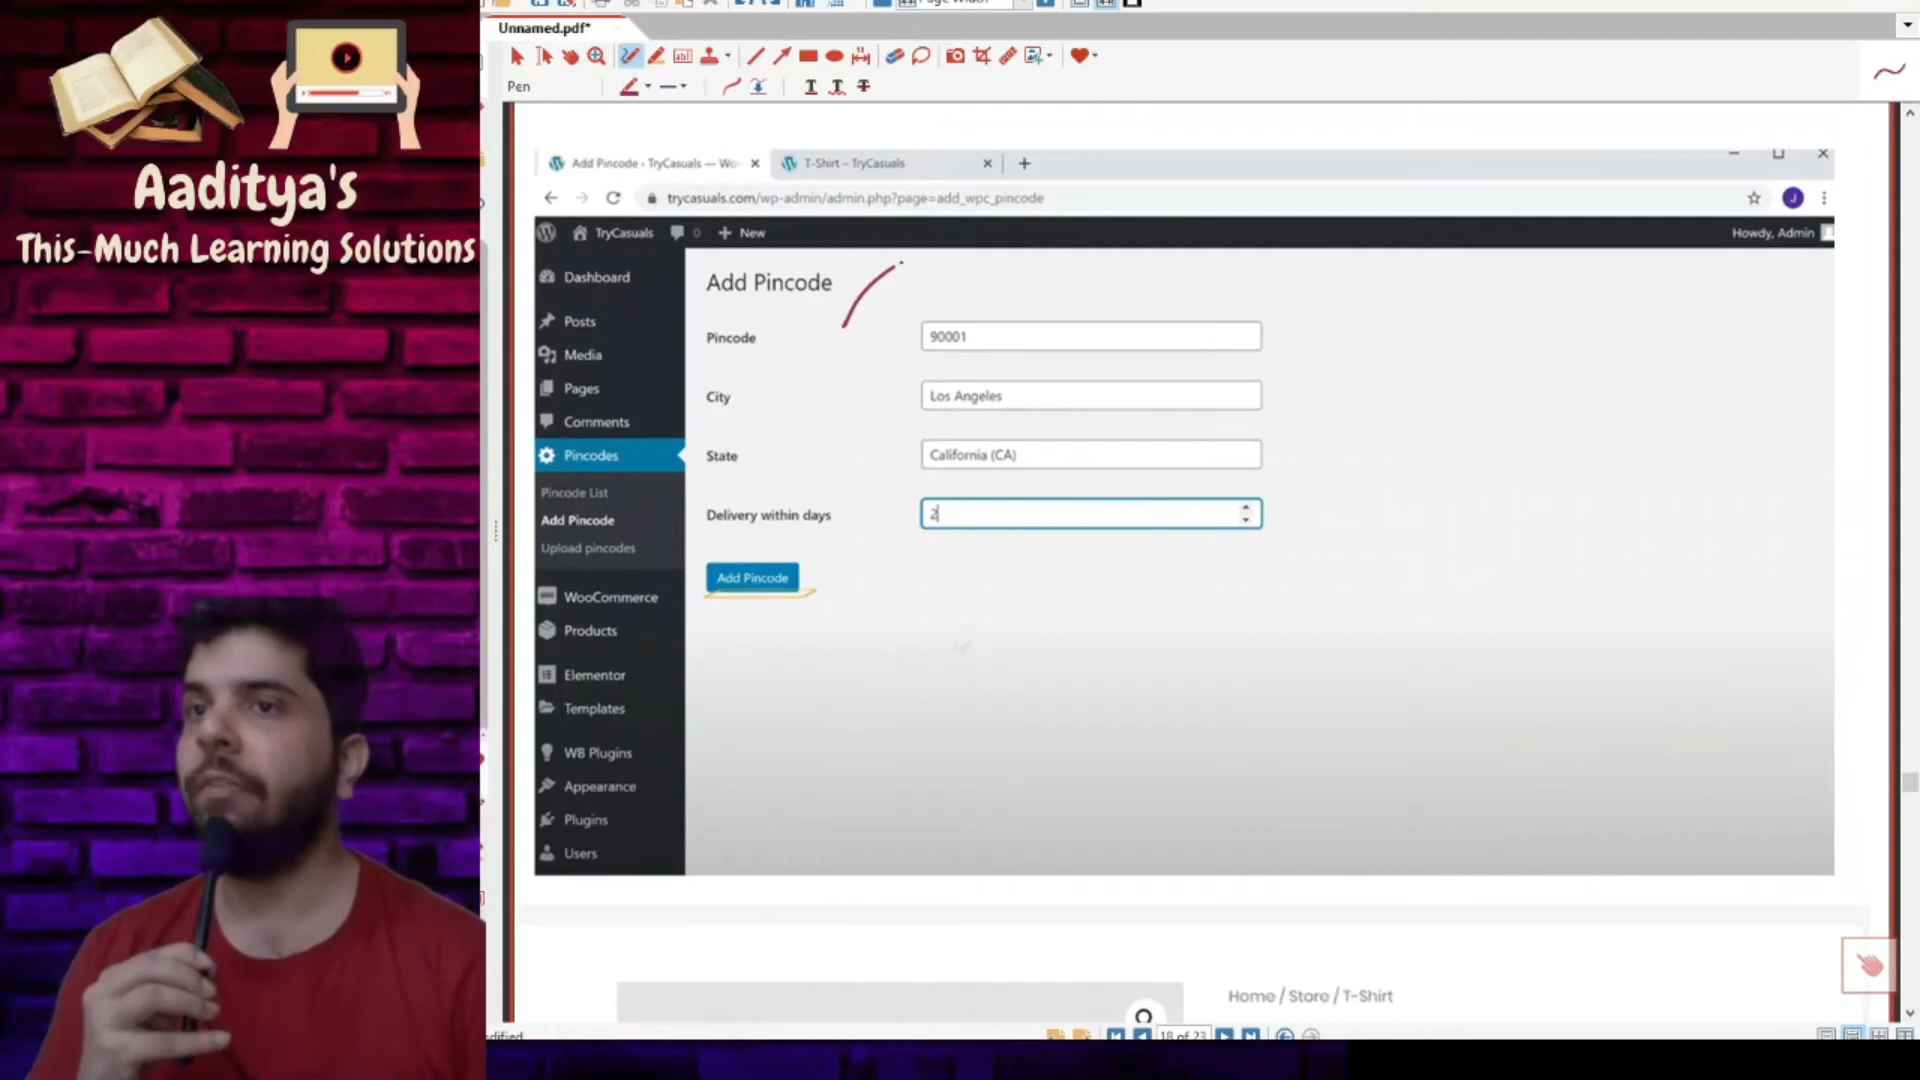 Aaditya's
This-Much Learning Solutions
Unnamed.pdf*
Pen
Add Pincode - TryCasuals — Wo
T-Shirt – TryCasuals
trycasuals.com/wp-admin/admin.php?page=add_wpc_pincode
TryCasuals
0
New
Howdy, Admin
J
Dashboard
Posts
Media
Pages
Comments
Pincodes
Pincode List
Add Pincode
Upload pincodes
WooCommerce
Products
Elementor
Templates
WB Plugins
Appearance
Plugins
Users
Add Pincode
Pincode
90001
City
Los Angeles
State
California (CA)
Delivery within days
2
Add Pincode
Home / Store / T-Shirt
18 of 23